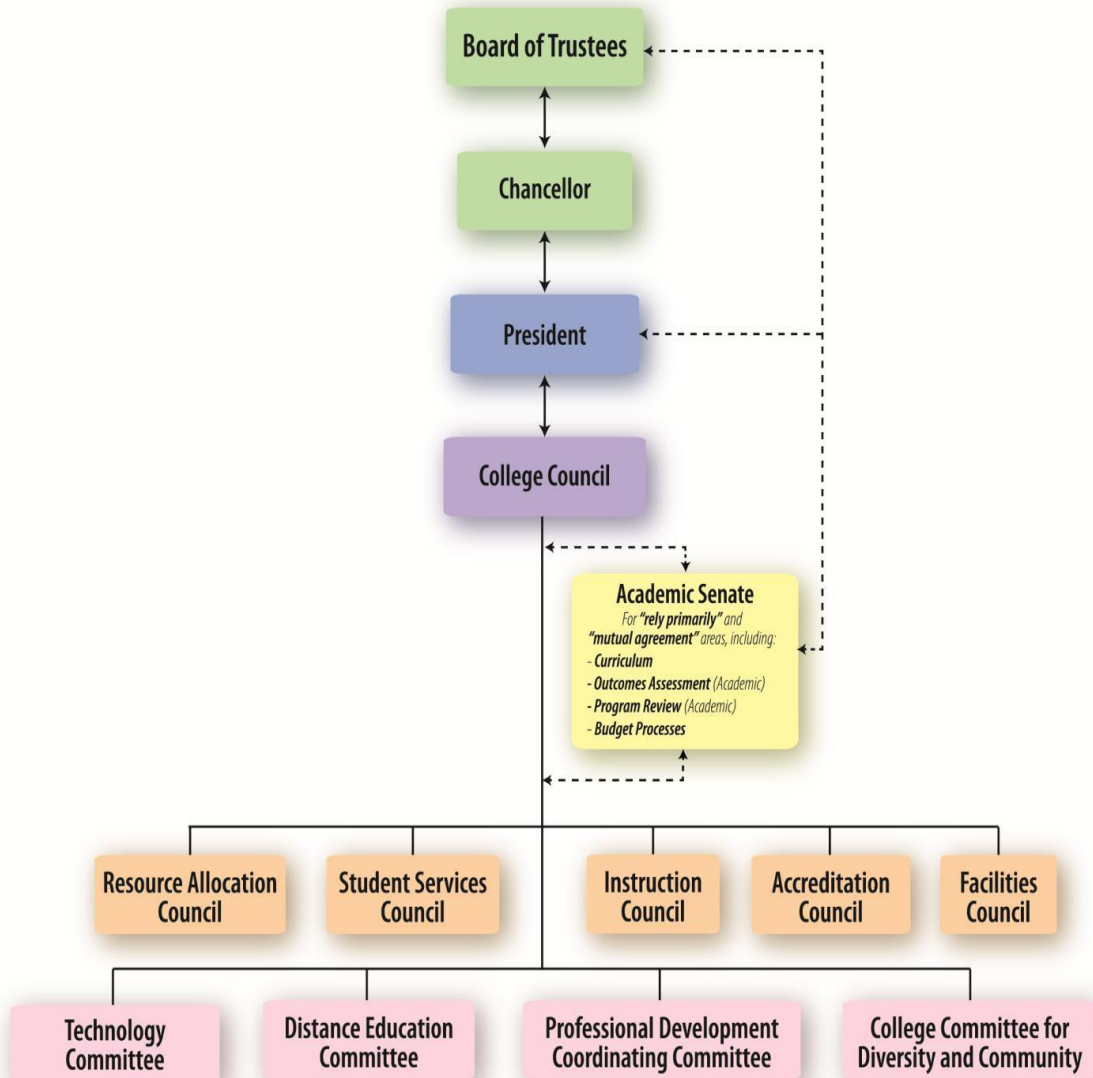 Board of Trustees
Chancellor
President
College Council
Academic Senate
For “rely primarily” and
“mutual agreement” areas, including:
- Curriculum
- Outcomes Assessment (Academic)
- Program Review (Academic)
- Budget Processes
Resource Allocation
Council
Student Services
Council
Instruction
Council
Accreditation
Council
Facilities
Council
Technology
Committee
Distance Education
Committee
Professional Development
Coordinating Committee
College Committee for
Diversity and Community